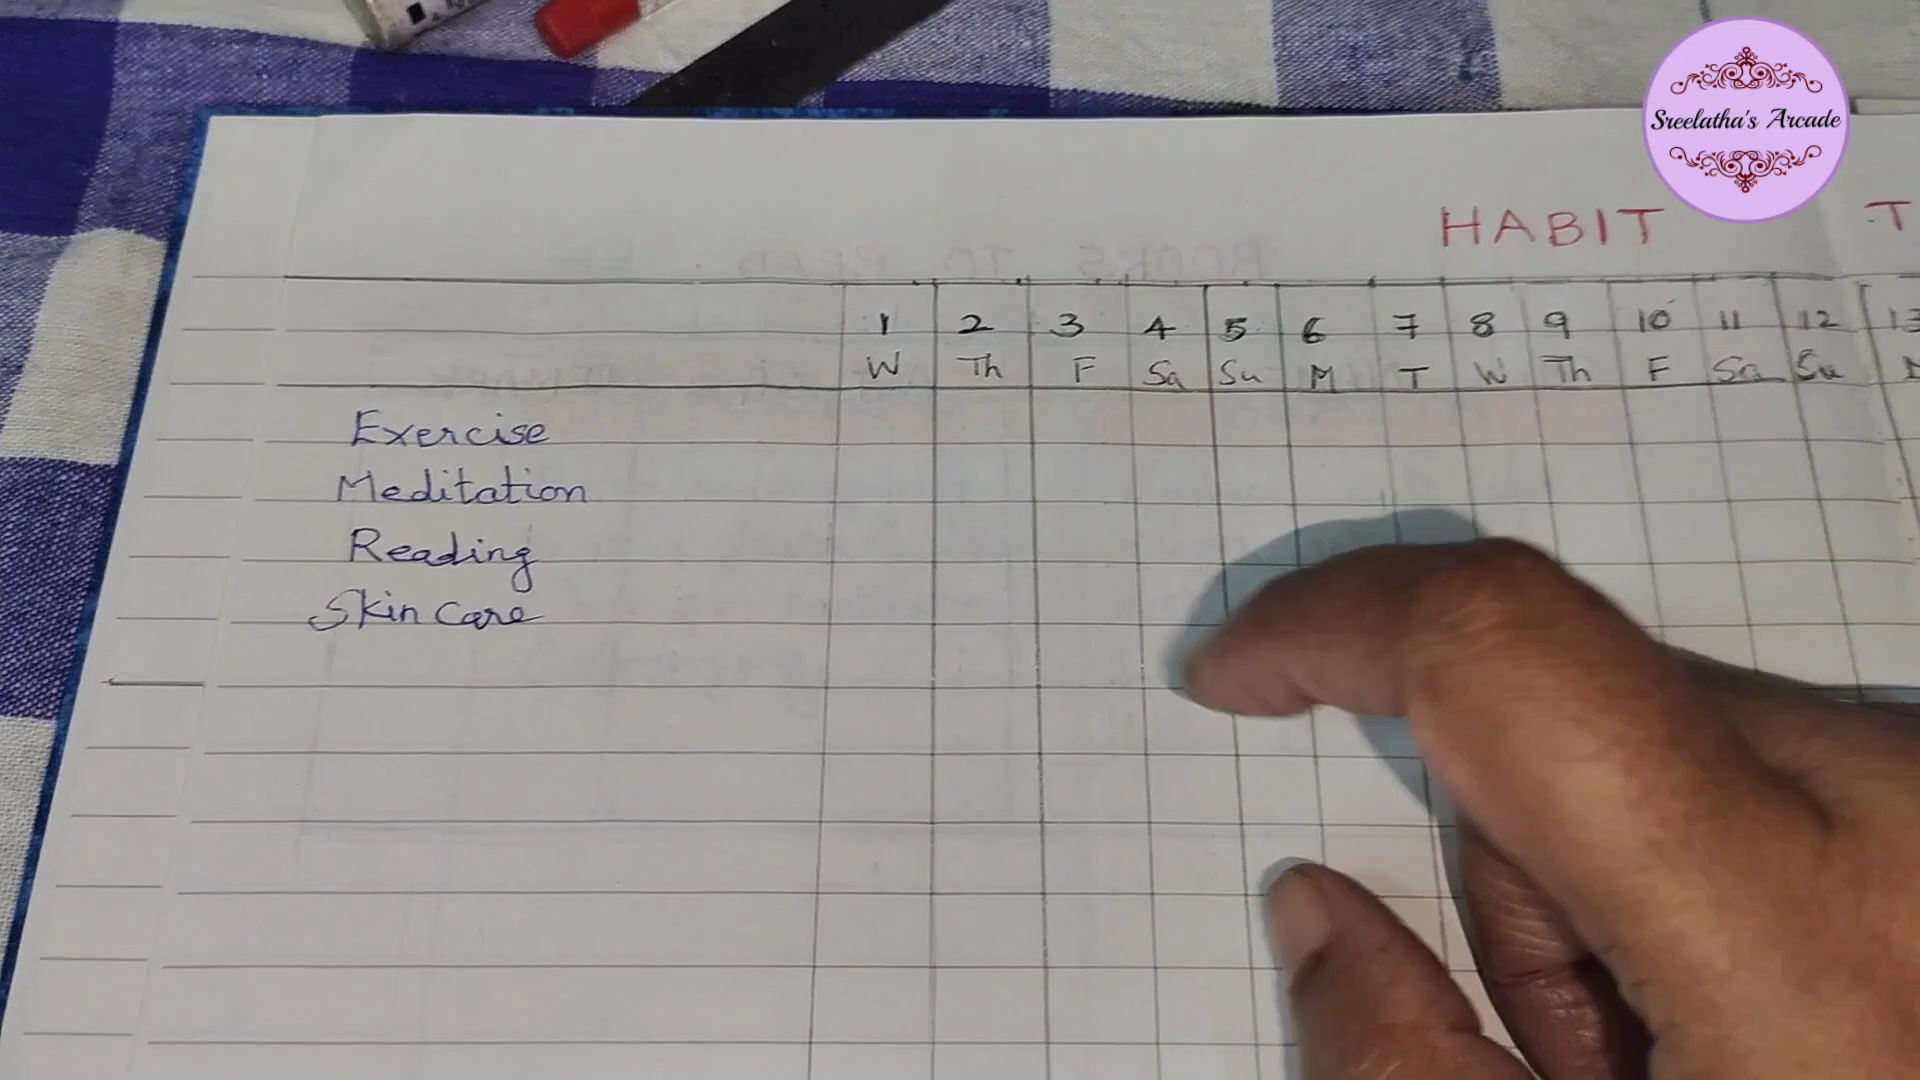 Sreelatha's Arcade
HABIT T
1 2 3 4 5 6 7 8 9 10 11 12 13
W Th F Sa Su M T W Th F Sa Su
Exercise
Meditation
Reading
Skin Care